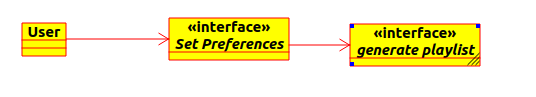 User
«interface»
Set Preferences
«interface»
generate playlist